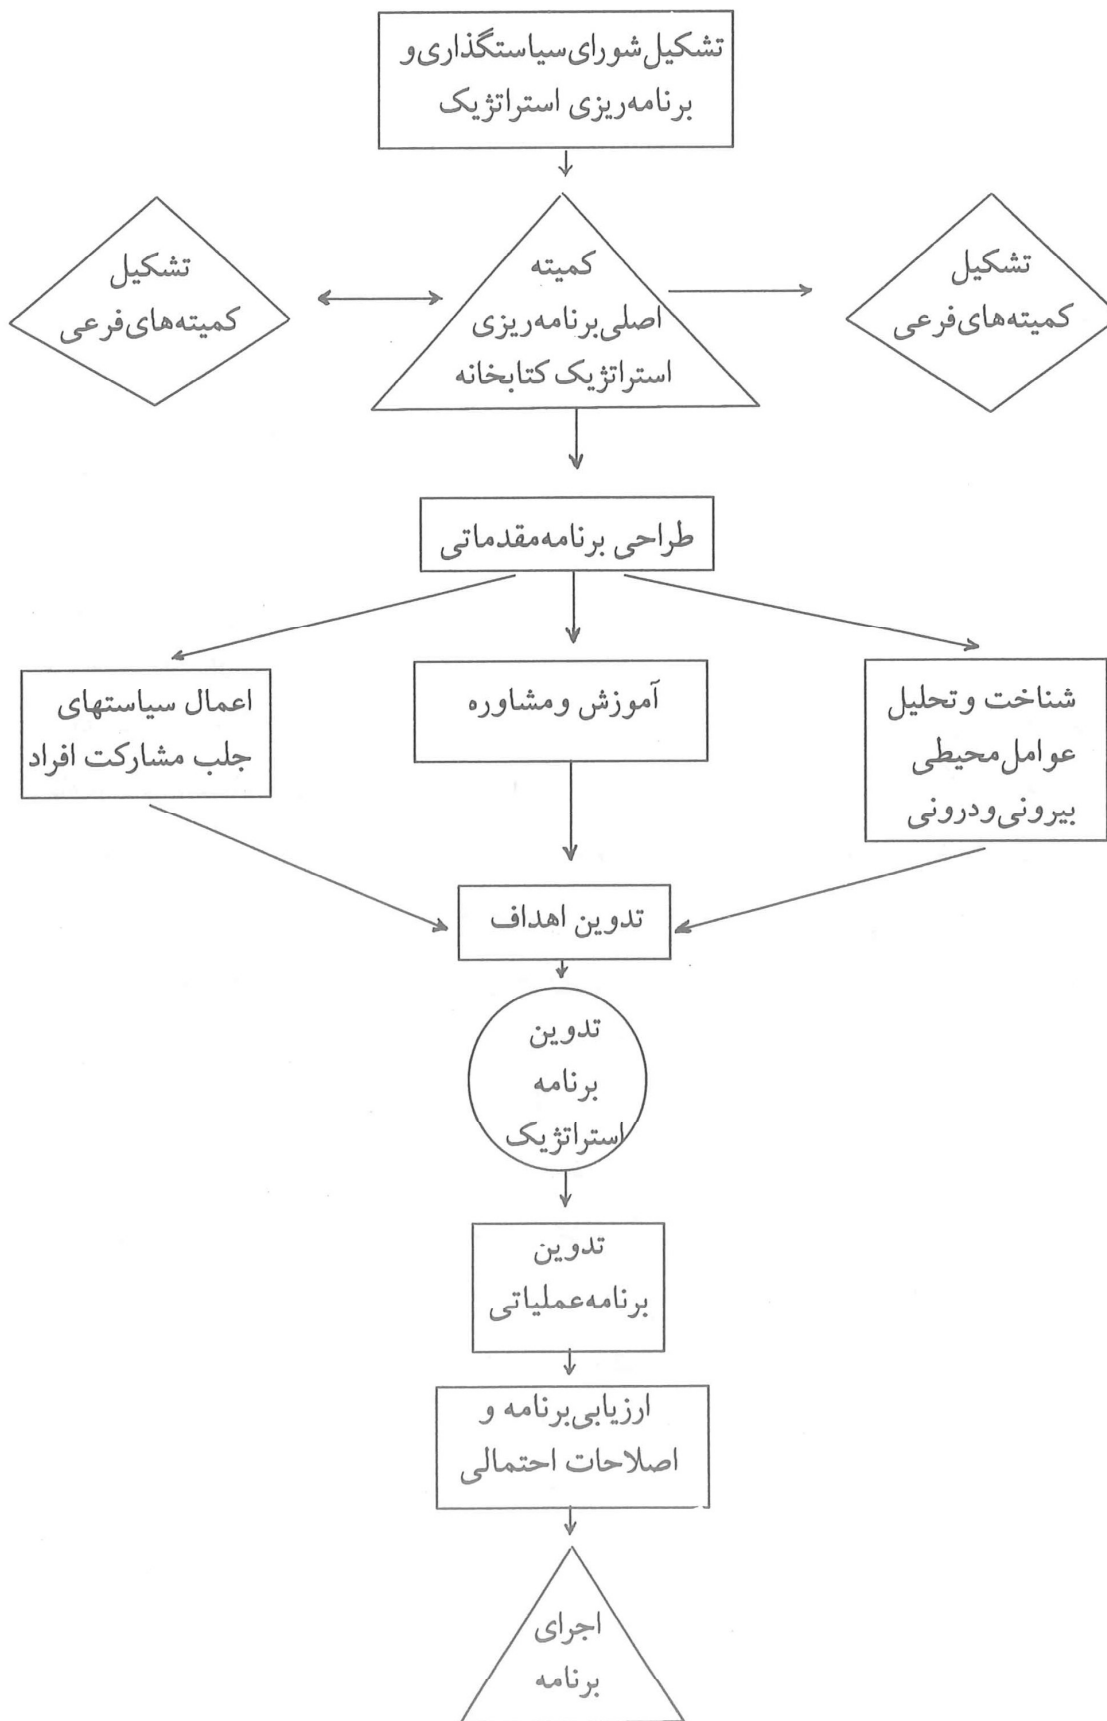 تشکیل شورای سیاستگذاری و
برنامه‌ریزی استراتژیک
کمیته
اصلی برنامه‌ریزی
استراتژیک کتابخانه
تشکیل
کمیته‌های فرعی
تشکیل
کمیته‌های فرعی
طراحی برنامه مقدماتی
شناخت و تحلیل
عوامل محیطی
بیرونی و درونی
آموزش و مشاوره
اعمال سیاستهای
جلب مشارکت افراد
تدوین اهداف
تدوین
برنامه
استراتژیک
تدوین
برنامه عملیاتی
ارزیابی برنامه و
اصلاحات احتمالی
اجرای
برنامه